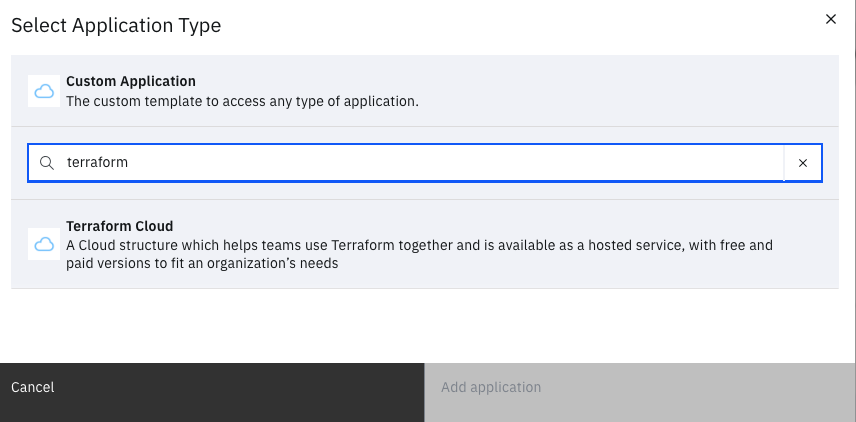 Select Application Type
Custom Application
The custom template to access any type of application.
terraform
Terraform Cloud
A Cloud structure which helps teams use Terraform together and is available as a hosted service, with free and
paid versions to fit an organization’s needs
Cancel
Add application